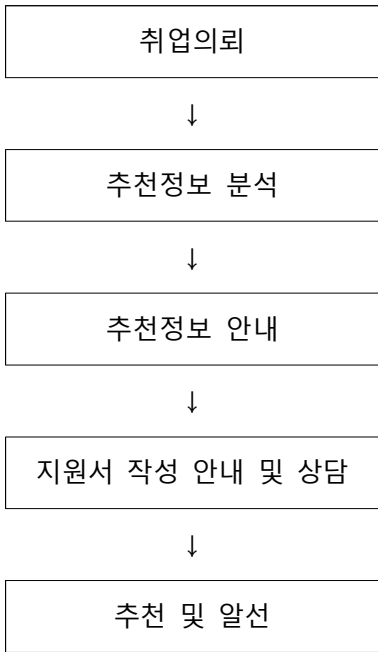 취업의뢰
↓
추천정보 분석
↓
추천정보 안내
↓
지원서 작성 안내 및 상담
↓
추천 및 알선